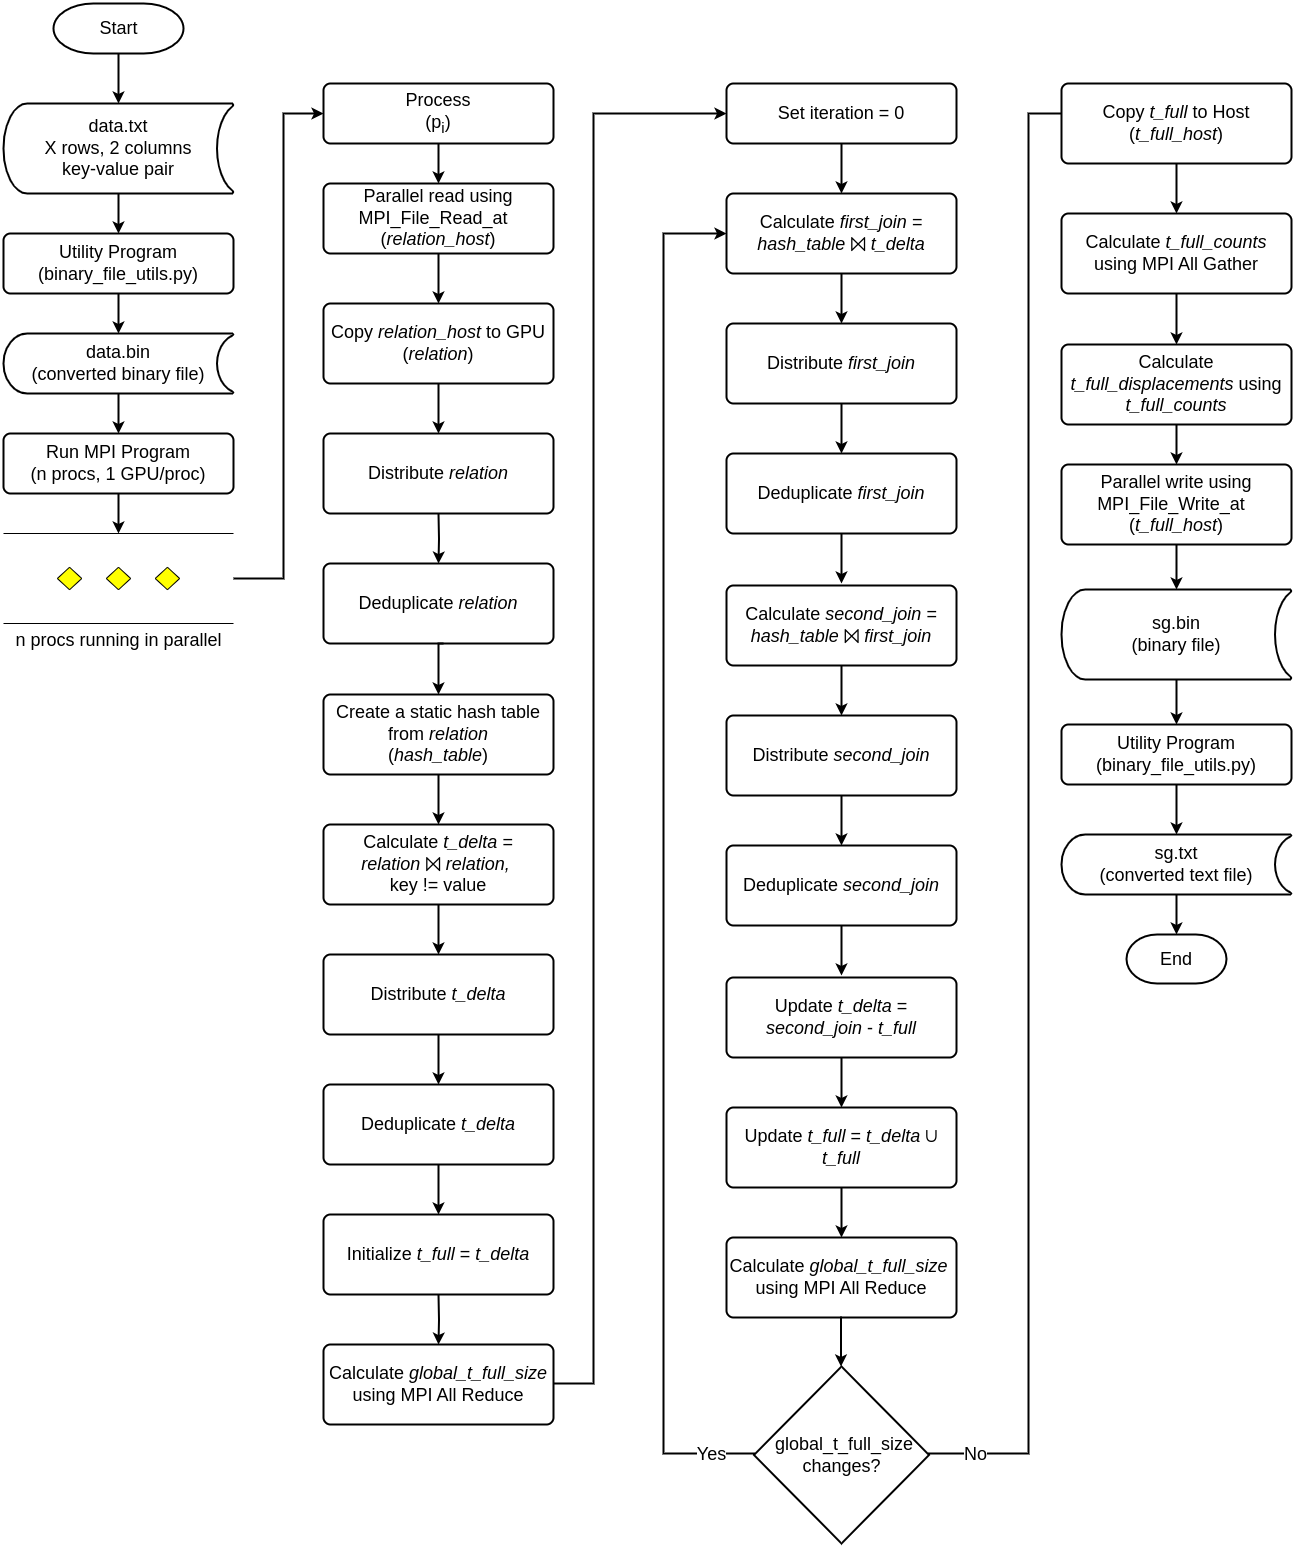 Start
data.txt
X rows, 2 columns
key-value pair
Utility Program
(binary_file_utils.py)
data.bin
(converted binary file)
Run MPI Program
(n procs, 1 GPU/proc)
n procs running in parallel
Process
(pi)
Parallel read using
MPI_File_Read_at
(relation_host)
Copy relation_host to GPU
(relation)
Distribute relation
Deduplicate relation
Create a static hash table
from relation
(hash_table)
Calculate t_delta =
relation ⋈ relation,
key != value
Distribute t_delta
Deduplicate t_delta
Initialize t_full = t_delta
Calculate global_t_full_size
using MPI All Reduce
Set iteration = 0
Calculate first_join =
hash_table ⋈ t_delta
Distribute first_join
Deduplicate first_join
Calculate second_join =
hash_table ⋈ first_join
Distribute second_join
Deduplicate second_join
Update t_delta =
second_join - t_full
Update t_full = t_delta ∪
t_full
Calculate global_t_full_size
using MPI All Reduce
global_t_full_size
changes?
Yes
No
Copy t_full to Host
(t_full_host)
Calculate t_full_counts
using MPI All Gather
Calculate
t_full_displacements using
t_full_counts
Parallel write using
MPI_File_Write_at
(t_full_host)
sg.bin
(binary file)
Utility Program
(binary_file_utils.py)
sg.txt
(converted text file)
End